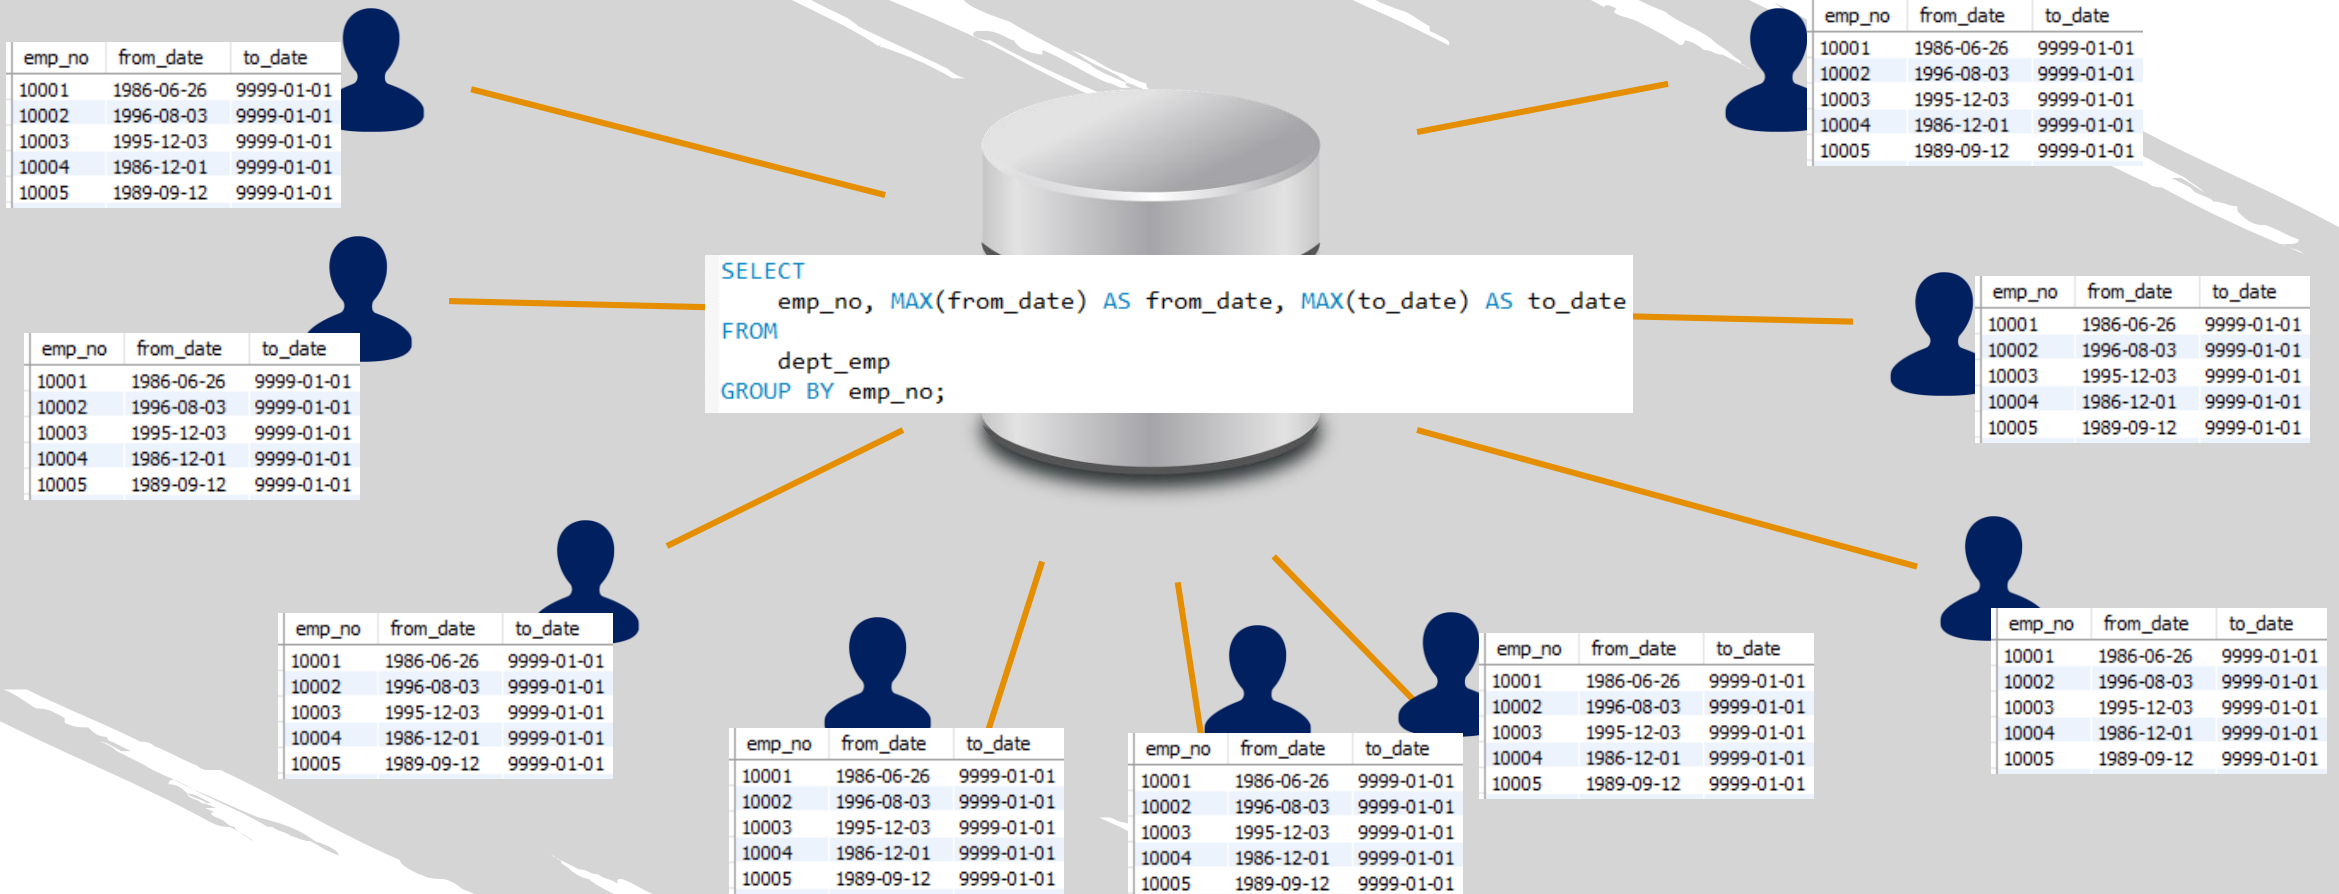 emp_no from_date to_date
10001 1986-06-26 9999-01-01
10002 1996-08-03 9999-01-01
10003 1995-12-03 9999-01-01
10004 1986-12-01 9999-01-01
10005 1989-09-12 9999-01-01
emp_no from_date to_date
10001 1986-06-26 9999-01-01
10002 1996-08-03 9999-01-01
10003 1995-12-03 9999-01-01
10004 1986-12-01 9999-01-01
10005 1989-09-12 9999-01-01
SELECT
emp_no, MAX(from_date) AS from_date, MAX(to_date) AS to_date
FROM
dept_emp
GROUP BY emp_no;
emp_no from_date to_date
10001 1986-06-26 9999-01-01
10002 1996-08-03 9999-01-01
10003 1995-12-03 9999-01-01
10004 1986-12-01 9999-01-01
10005 1989-09-12 9999-01-01
emp_no from_date to_date
10001 1986-06-26 9999-01-01
10002 1996-08-03 9999-01-01
10003 1995-12-03 9999-01-01
10004 1986-12-01 9999-01-01
10005 1989-09-12 9999-01-01
emp_no from_date to_date
10001 1986-06-26 9999-01-01
10002 1996-08-03 9999-01-01
10003 1995-12-03 9999-01-01
10004 1986-12-01 9999-01-01
10005 1989-09-12 9999-01-01
emp_no from_date to_date
10001 1986-06-26 9999-01-01
10002 1996-08-03 9999-01-01
10003 1995-12-03 9999-01-01
10004 1986-12-01 9999-01-01
10005 1989-09-12 9999-01-01
emp_no from_date to_date
10001 1986-06-26 9999-01-01
10002 1996-08-03 9999-01-01
10003 1995-12-03 9999-01-01
10004 1986-12-01 9999-01-01
10005 1989-09-12 9999-01-01
emp_no from_date to_date
10001 1986-06-26 9999-01-01
10002 1996-08-03 9999-01-01
10003 1995-12-03 9999-01-01
10004 1986-12-01 9999-01-01
10005 1989-09-12 9999-01-01
emp_no from_date to_date
10001 1986-06-26 9999-01-01
10002 1996-08-03 9999-01-01
10003 1995-12-03 9999-01-01
10004 1986-12-01 9999-01-01
10005 1989-09-12 9999-01-01